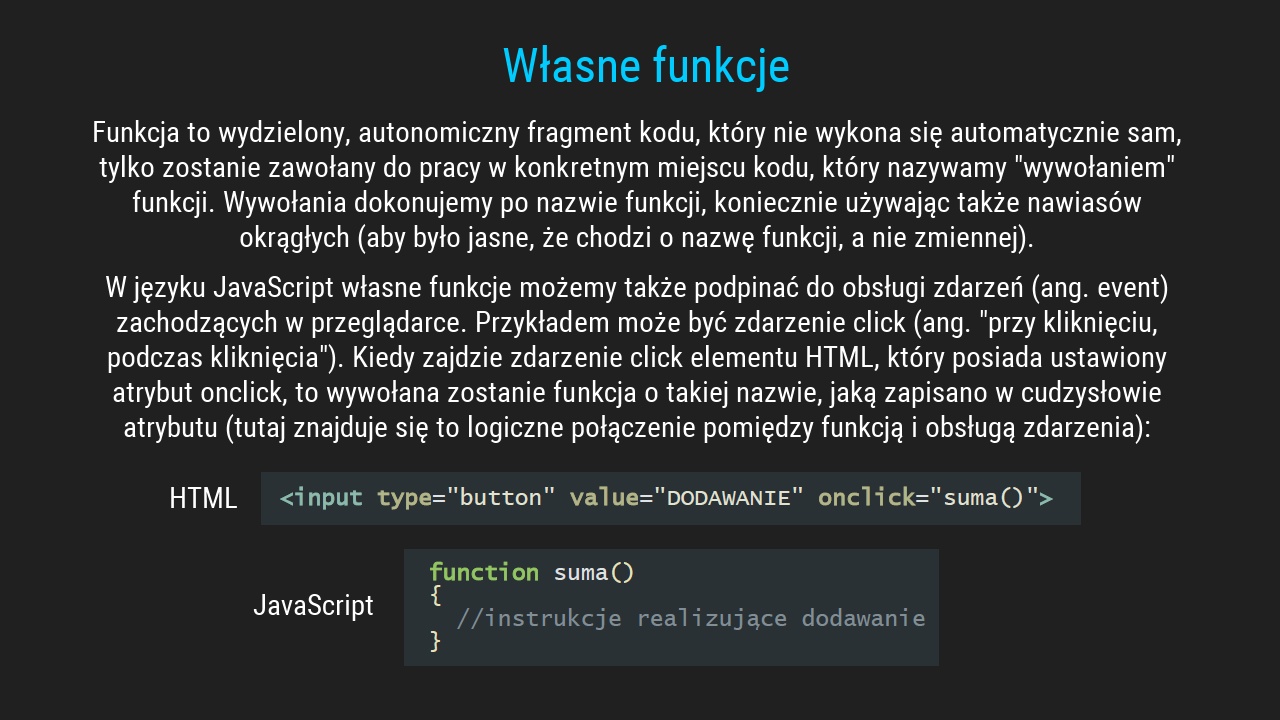 Własne funkcje
Funkcja to wydzielony, autonomiczny fragment kodu, który nie wykona się automatycznie sam,
tylko zostanie zawołany do pracy w konkretnym miejscu kodu, który nazywamy "wywołaniem"
funkcji. Wywołania dokonujemy po nazwie funkcji, koniecznie używając także nawiasów
okrągłych (aby było jasne, że chodzi o nazwę funkcji, a nie zmiennej).
W języku JavaScript własne funkcje możemy także podpinać do obsługi zdarzeń (ang. event)
zachodzących w przeglądarce. Przykładem może być zdarzenie click (ang. "przy kliknięciu,
podczas kliknięcia"). Kiedy zajdzie zdarzenie click elementu HTML, który posiada ustawiony
atrybut onclick, to wywołana zostanie funkcja o takiej nazwie, jaką zapisano w cudzysłowie
atrybutu (tutaj znajduje się to logiczne połączenie pomiędzy funkcją i obsługą zdarzenia):
HTML <input type="button" value="DODAWANIE" onclick="suma()">
JavaScript
function suma()
{
//instrukcje realizujące dodawanie
}